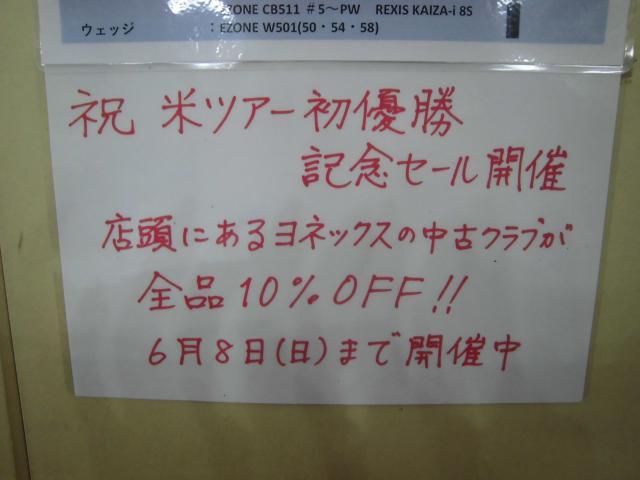 EZONE CB511 #5～PW REXIS KAIZA-i 8S
ウェッジ :EZONE W501(50・54・58)
祝 米ツアー初優勝
記念セール開催
店頭にあるヨネックスの中古クラブが
全品10%OFF!!
6月8日(日)まで開催中